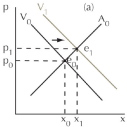 p V₁ (a)
V₀ A₀
p₁ e₁
p₀ e₀
x₀ x₁ x